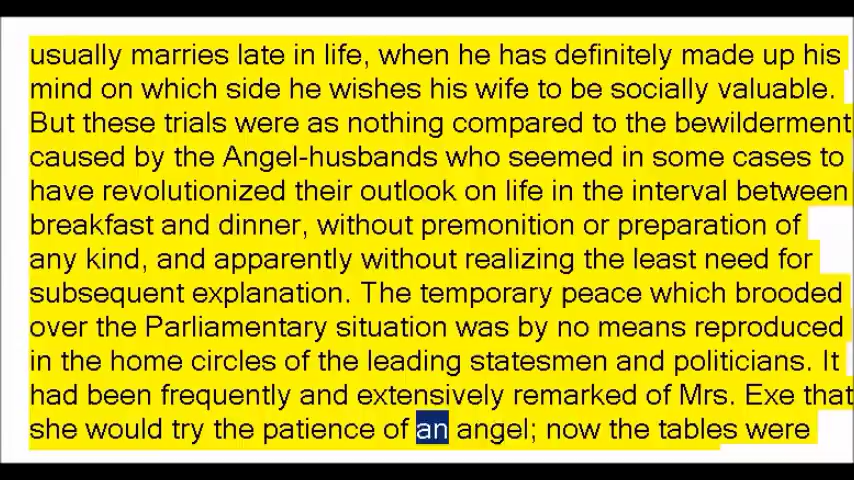 usually marries late in life, when he has definitely made up his
mind on which side he wishes his wife to be socially valuable.
But these trials were as nothing compared to the bewilderment
caused by the Angel-husbands who seemed in some cases to
have revolutionized their outlook on life in the interval between
breakfast and dinner, without premonition or preparation of
any kind, and apparently without realizing the least need for
subsequent explanation. The temporary peace which brooded
over the Parliamentary situation was by no means reproduced
in the home circles of the leading statesmen and politicians. It
had been frequently and extensively remarked of Mrs. Exe that
she would try the patience of an angel; now the tables were